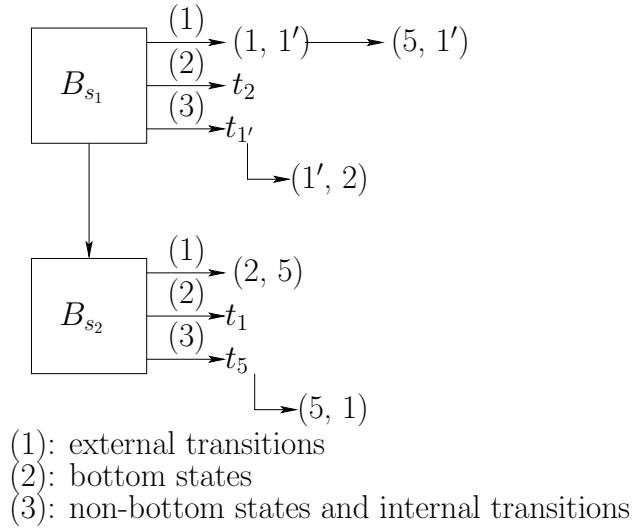 (1)
(1, 1′) (5, 1′)
(2)
B_{s_1} t_2
(3)
t_{1′}
(1′, 2)
(1)
(2, 5)
(2)
B_{s_2} t_1
(3)
t_5
(5, 1)
(1): external transitions
(2): bottom states
(3): non-bottom states and internal transitions